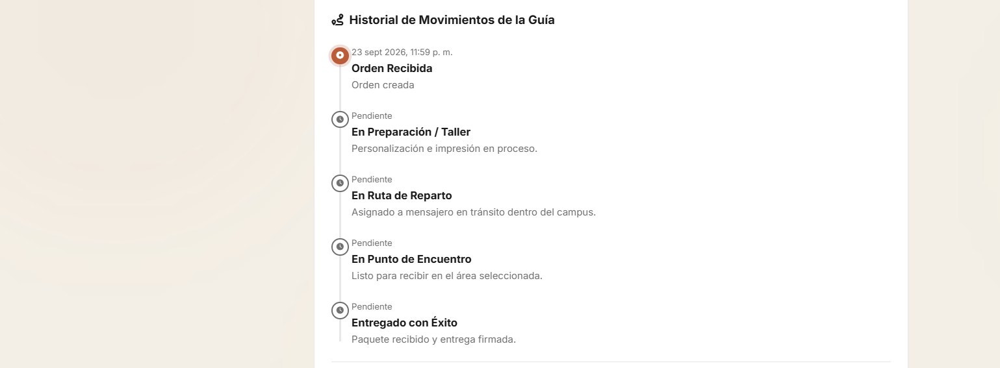 Historial de Movimientos de la Guía
23 sept 2026, 11:59 p. m.
Orden Recibida
Orden creada
Pendiente
En Preparación / Taller
Personalización e impresión en proceso.
Pendiente
En Ruta de Reparto
Asignado a mensajero en tránsito dentro del campus.
Pendiente
En Punto de Encuentro
Listo para recibir en el área seleccionada.
Pendiente
Entregado con Éxito
Paquete recibido y entrega firmada.